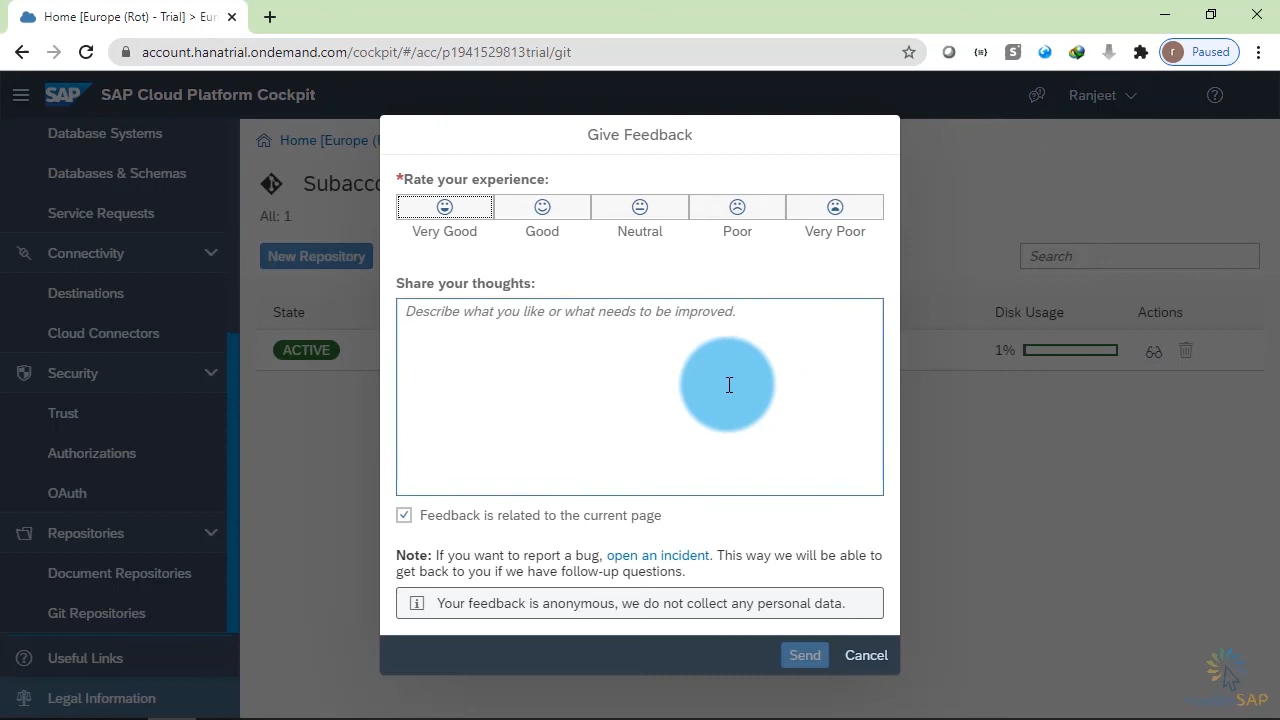 Home [Europe (Rot) - Trial] > Eur
account.hanatrial.ondemand.com/cockpit/#/acc/p1941529813trial/git
r Paused
SAP SAP Cloud Platform Cockpit
Ranjeet
Database Systems
Databases & Schemas
Service Requests
Connectivity
Destinations
Cloud Connectors
Security
Trust
Authorizations
OAuth
Repositories
Document Repositories
Git Repositories
Useful Links
Legal Information
Home [Europe (
Subacco
All: 1
New Repository
Search
State
Disk Usage
Actions
ACTIVE
1%
Give Feedback
*Rate your experience:
Very Good
Good
Neutral
Poor
Very Poor
Share your thoughts:
Describe what you like or what needs to be improved.
Feedback is related to the current page
Note: If you want to report a bug, open an incident. This way we will be able to
get back to you if we have follow-up questions.
Your feedback is anonymous, we do not collect any personal data.
Send
Cancel
SAP